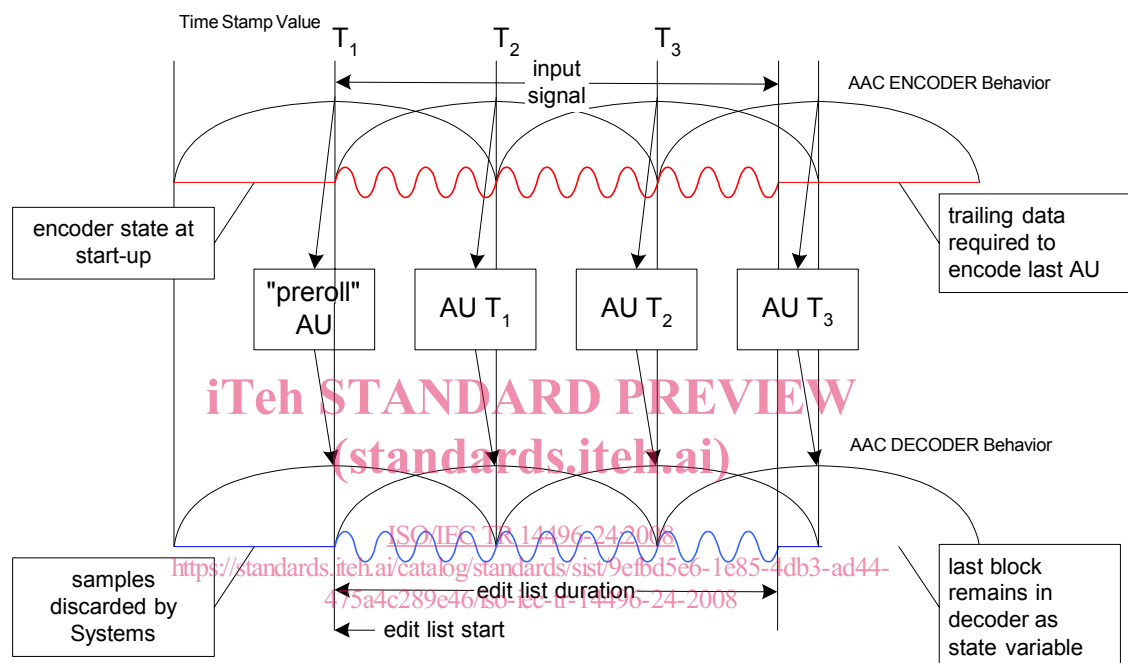 Time Stamp Value
T1
T2
T3
input
signal
AAC ENCODER Behavior
encoder state at
start-up
trailing data
required to
encode last AU
"preroll"
AU
AU T1
AU T2
AU T3
iTeh STANDARD PREVIEW
(standards.iteh.ai)
AAC DECODER Behavior
ISO/IEC TR 14496-24:2008
https://standards.iteh.ai/catalog/standards/sist/9efbd5e6-1e85-4db3-ad44-
475a4c289e46/iso-iec-tr-14496-24-2008
samples
discarded by
Systems
edit list duration
edit list start
last block
remains in
decoder as
state variable